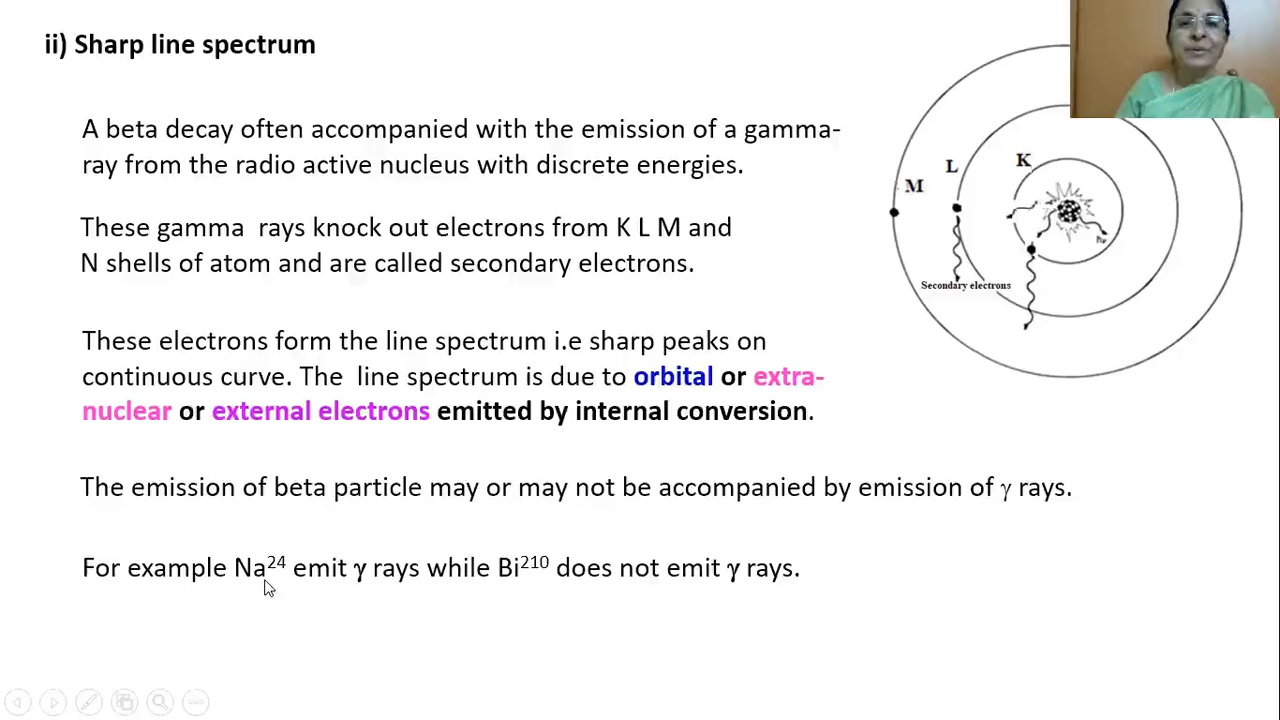 ii) Sharp line spectrum
A beta decay often accompanied with the emission of a gamma-
ray from the radio active nucleus with discrete energies.
These gamma rays knock out electrons from K L M and
N shells of atom and are called secondary electrons.
These electrons form the line spectrum i.e sharp peaks on
continuous curve. The line spectrum is due to orbital or extra-
nuclear or external electrons emitted by internal conversion.
The emission of beta particle may or may not be accompanied by emission of γ rays.
For example Na²⁴ emit γ rays while Bi²¹⁰ does not emit γ rays.
K
L
M
Secondary electrons